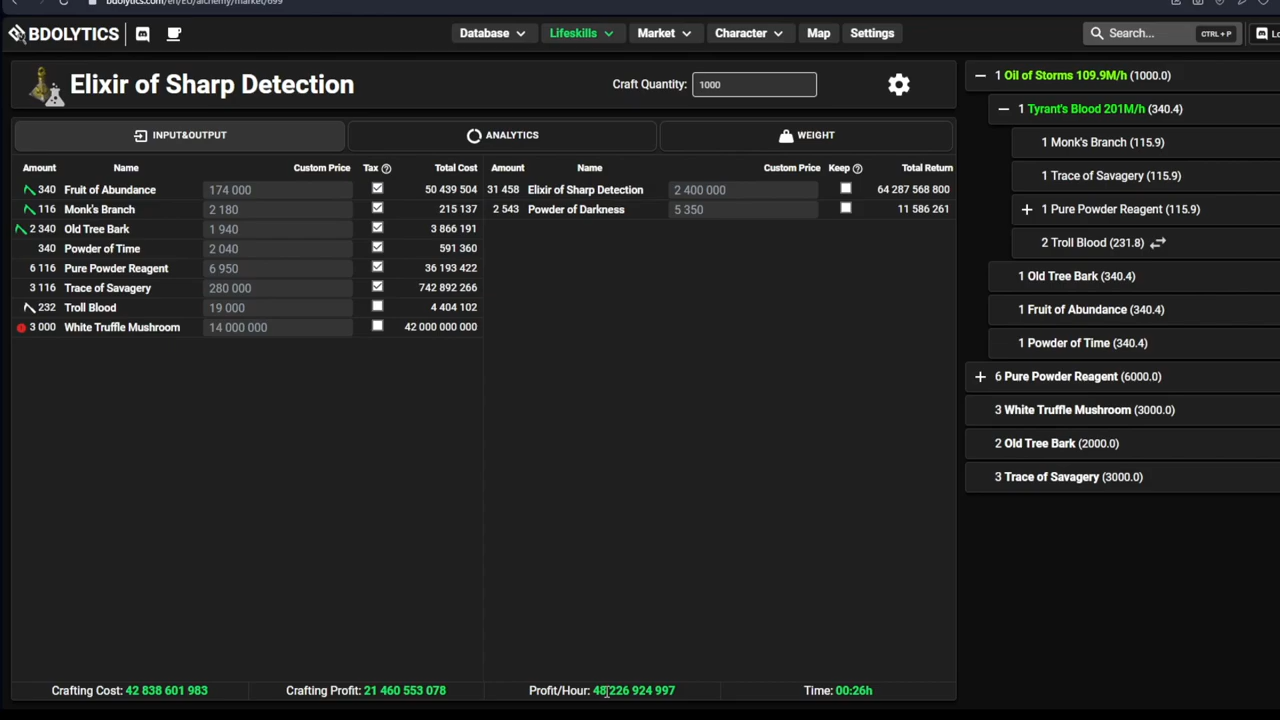 bdolytics.com/en/EU/alchemy/market/699
BDOLYTICS Database Lifeskills Market Character Map Settings Search... CTRL + P
Elixir of Sharp Detection Craft Quantity: 1000
INPUT&OUTPUT ANALYTICS WEIGHT
Amount Name Custom Price Tax Total Cost Amount Name Custom Price Keep Total Return
340 Fruit of Abundance 174 000 50 439 504 31 458 Elixir of Sharp Detection 2 400 000 64 287 568 800
116 Monk's Branch 2 180 215 137 2 543 Powder of Darkness 5 350 11 586 261
2 340 Old Tree Bark 1 940 3 866 191
340 Powder of Time 2 040 591 360
6 116 Pure Powder Reagent 6 950 36 193 422
3 116 Trace of Savagery 280 000 742 892 266
232 Troll Blood 19 000 4 404 102
3 000 White Truffle Mushroom 14 000 000 42 000 000 000
1 Oil of Storms 109.9M/h (1000.0)
1 Tyrant's Blood 201M/h (340.4)
1 Monk's Branch (115.9)
1 Trace of Savagery (115.9)
1 Pure Powder Reagent (115.9)
2 Troll Blood (231.8)
1 Old Tree Bark (340.4)
1 Fruit of Abundance (340.4)
1 Powder of Time (340.4)
6 Pure Powder Reagent (6000.0)
3 White Truffle Mushroom (3000.0)
2 Old Tree Bark (2000.0)
3 Trace of Savagery (3000.0)
Crafting Cost: 42 838 601 983 Crafting Profit: 21 460 553 078 Profit/Hour: 48 226 924 997 Time: 00:26h